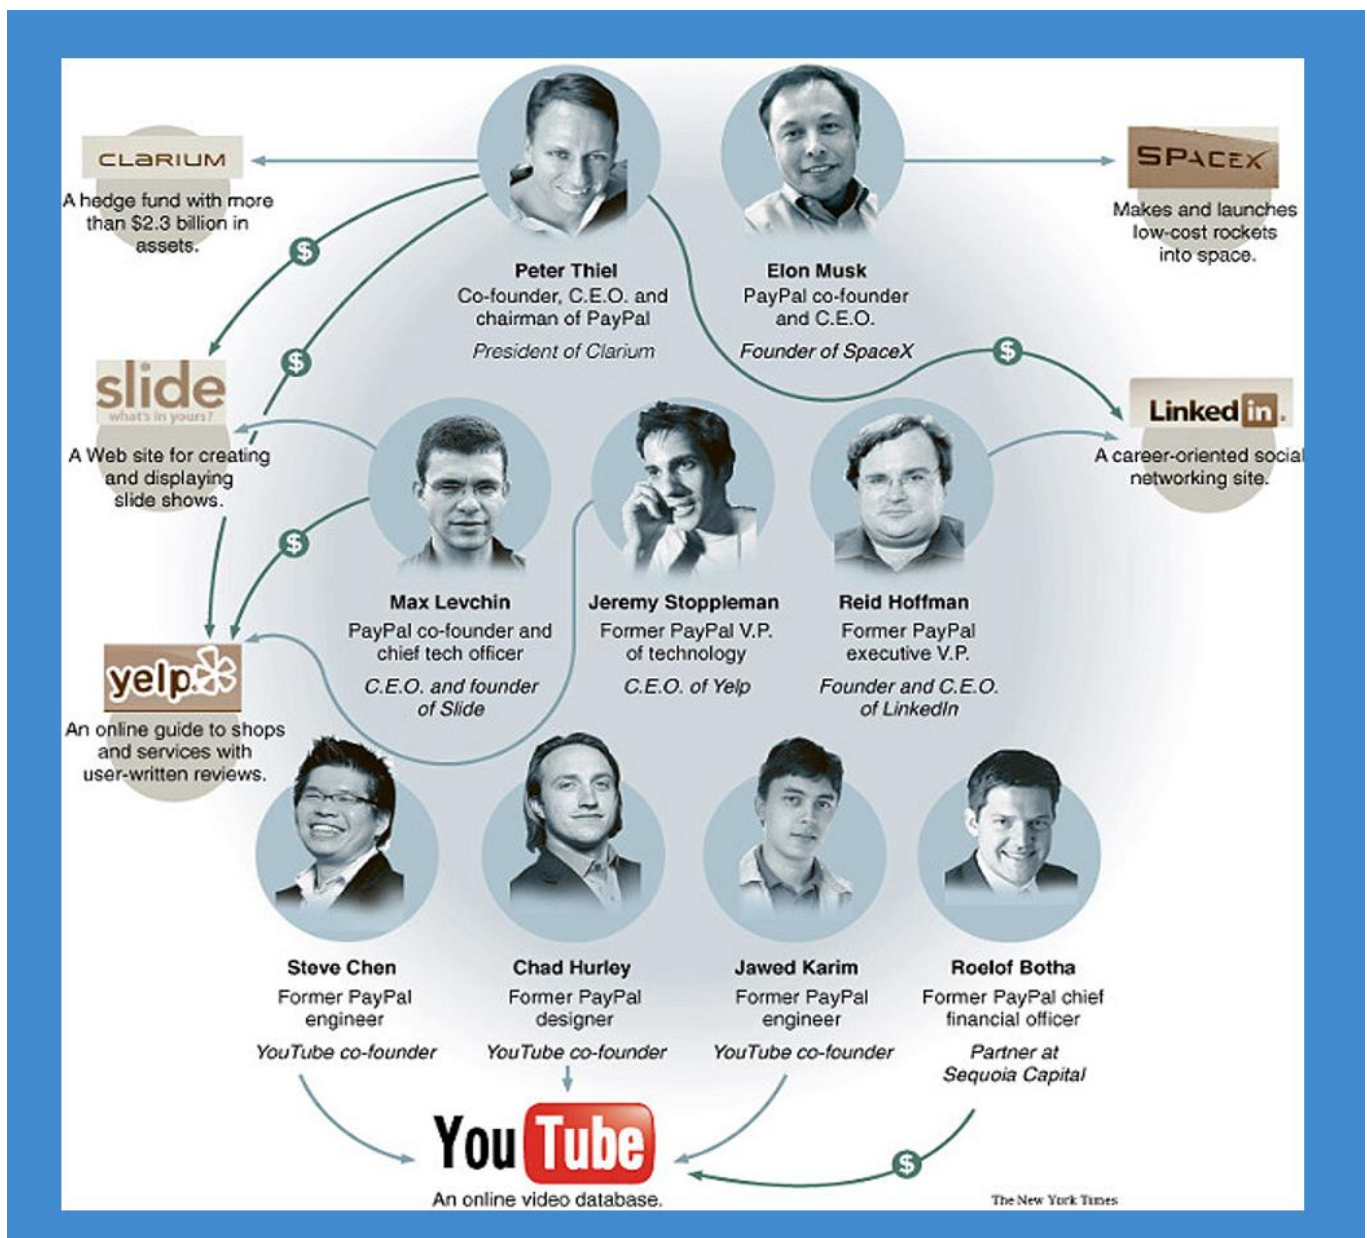 CLARIUM
A hedge fund with more
than $2.3 billion in
assets.
$
$
Peter Thiel
Co-founder, C.E.O. and
chairman of PayPal
President of Clarium
Elon Musk
PayPal co-founder
and C.E.O.
Founder of SpaceX
SPACEX
Makes and launches
low-cost rockets
into space.
$
slide
what's in yours?
A Web site for creating
and displaying
slide shows.
$
Linked in.
A career-oriented social
networking site.
Max Levchin
PayPal co-founder and
chief tech officer
C.E.O. and founder
of Slide
Jeremy Stoppleman
Former PayPal V.P.
of technology
C.E.O. of Yelp
Reid Hoffman
Former PayPal
executive V.P.
Founder and C.E.O.
of LinkedIn
yelp
An online guide to shops
and services with
user-written reviews.
Steve Chen
Former PayPal
engineer
YouTube co-founder
Chad Hurley
Former PayPal
designer
YouTube co-founder
Jawed Karim
Former PayPal
engineer
YouTube co-founder
Roelof Botha
Former PayPal chief
financial officer
Partner at
Sequoia Capital
YouTube
An online video database.
$
The New York Times